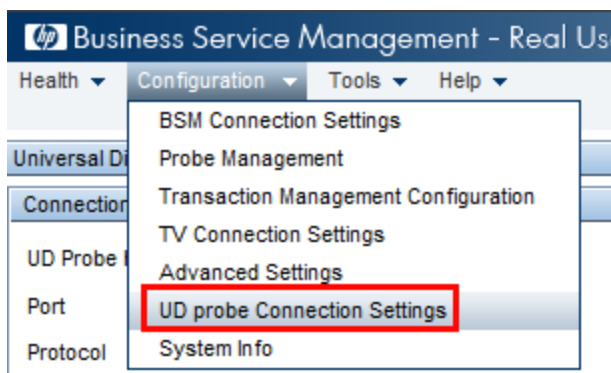 hp Business Service Management - Real Us
Health Configuration Tools Help
BSM Connection Settings
Universal Di Probe Management
Connection Transaction Management Configuration
TV Connection Settings
UD Probe Advanced Settings
Port UD probe Connection Settings
Protocol System Info